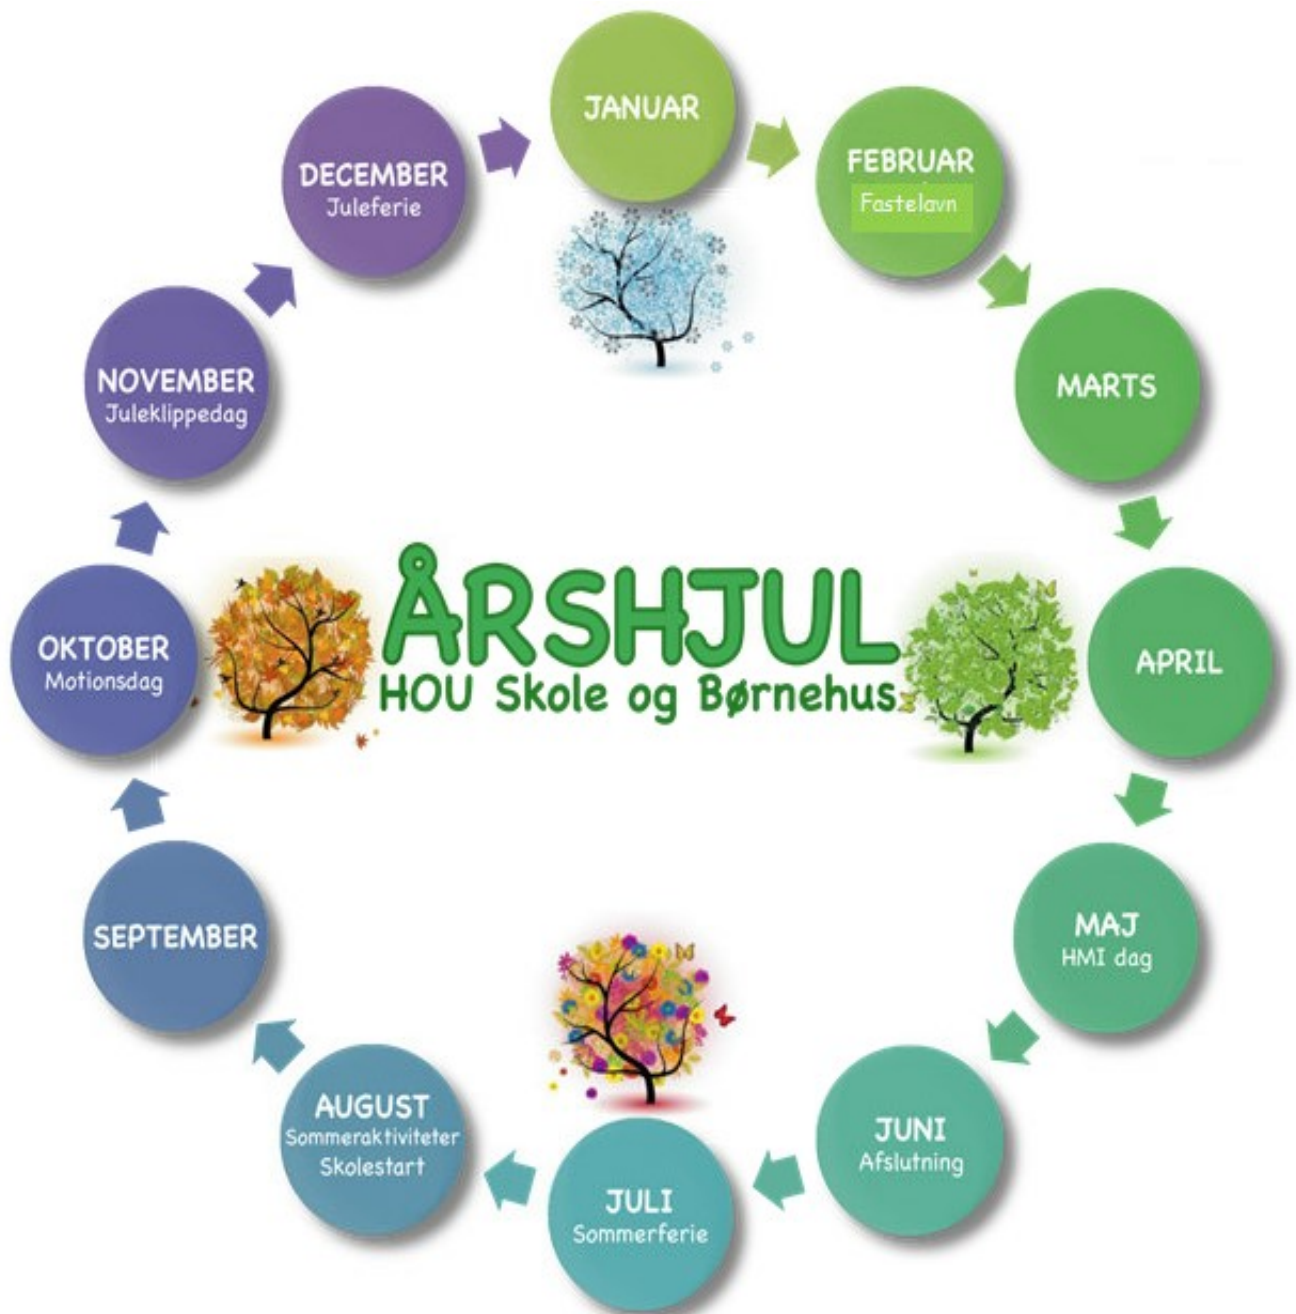 JANUAR
FEBRUAR
Fastelavn
MARTS
APRIL
MAJ
HMI dag
JUNI
Afslutning
JULI
Sommerferie
AUGUST
Sommeraktiviteter
Skolestart
SEPTEMBER
OKTOBER
Motionsdag
NOVEMBER
Juleklippedag
DECEMBER
Juleferie
ÅRSHJUL
HOU Skole og Børnehus